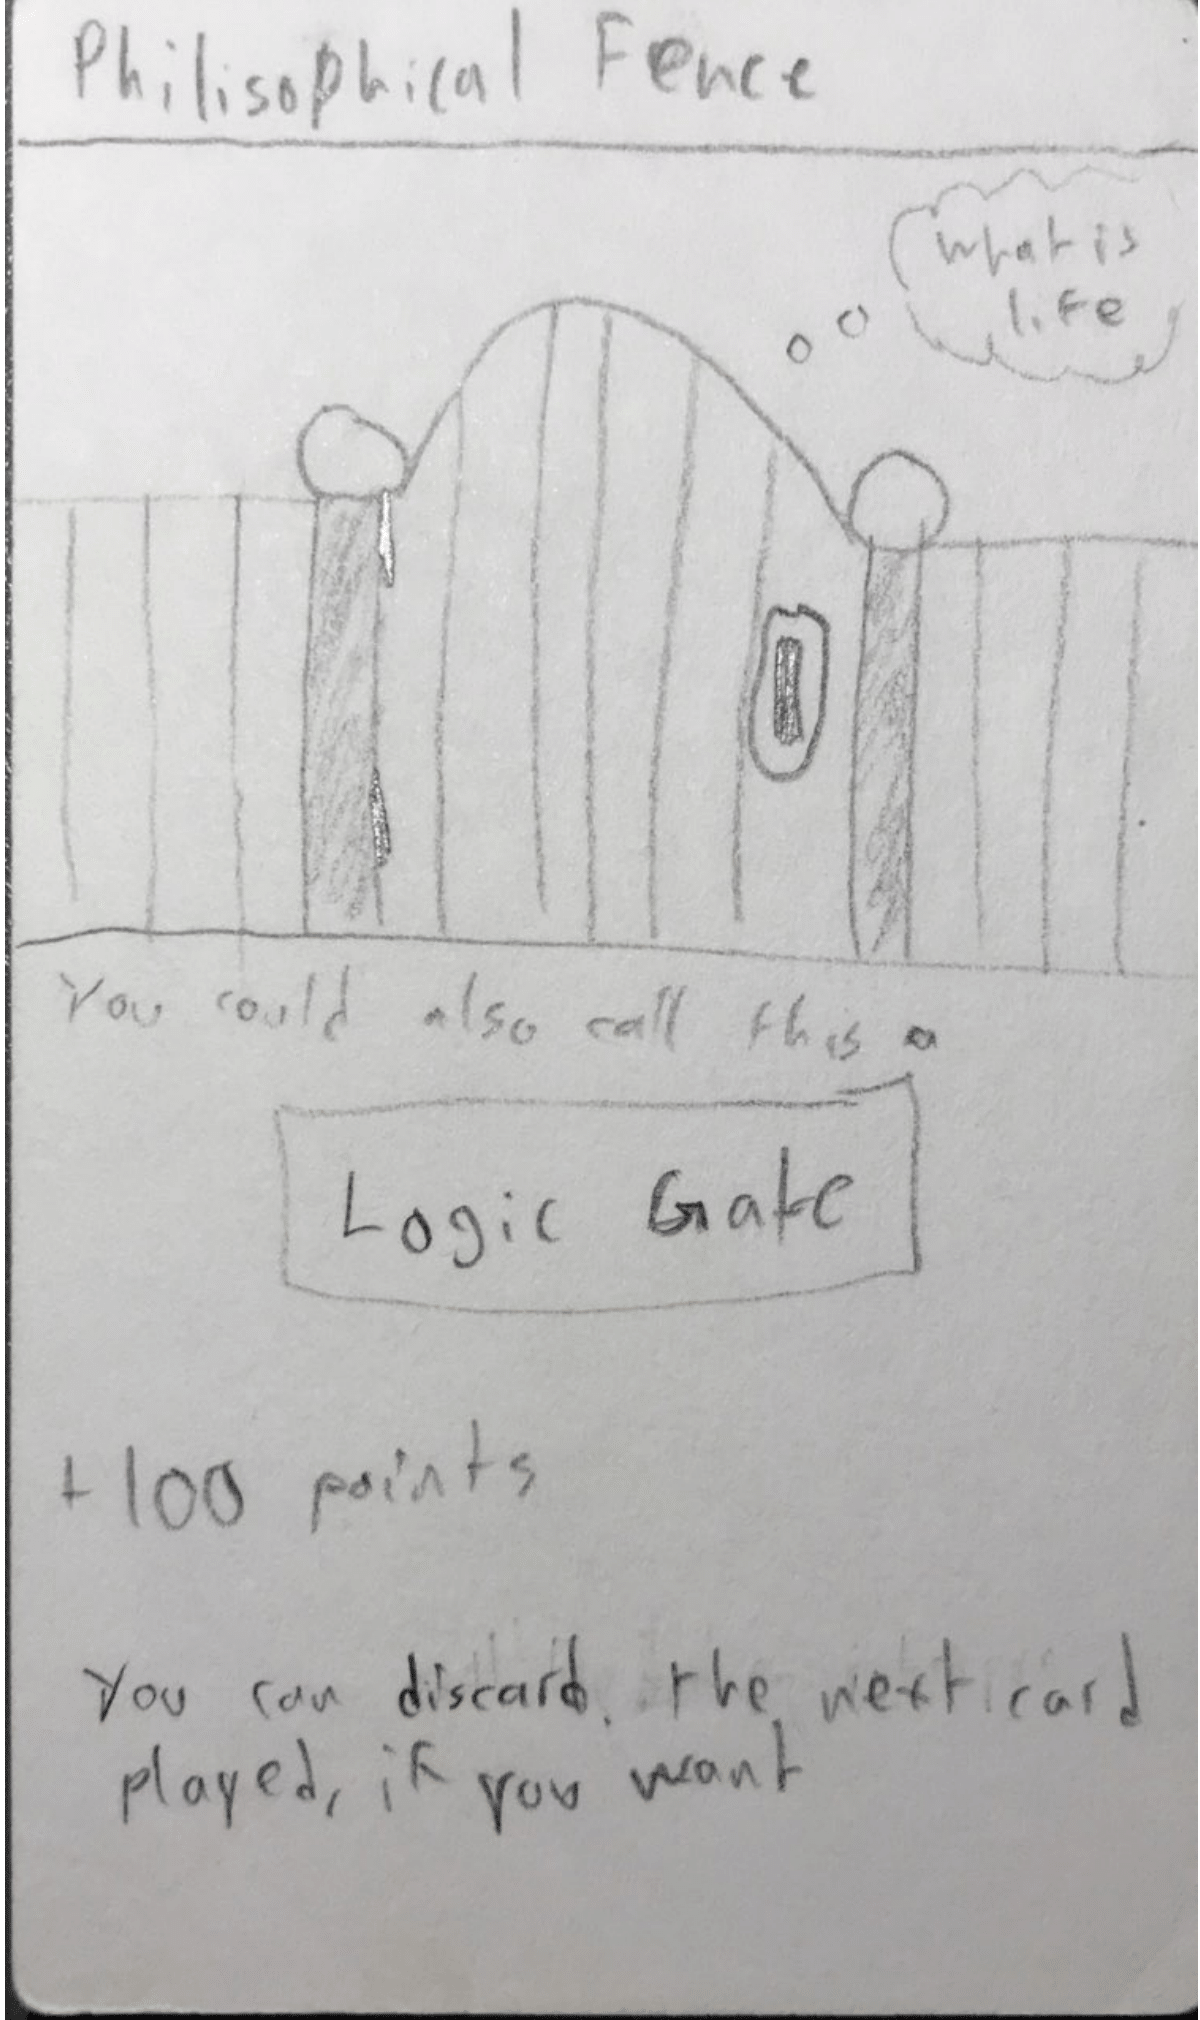 Philisophical Fence
what is
life
You could also call this a
Logic Gate
+100 points
You can discard. the next card
played, if you want